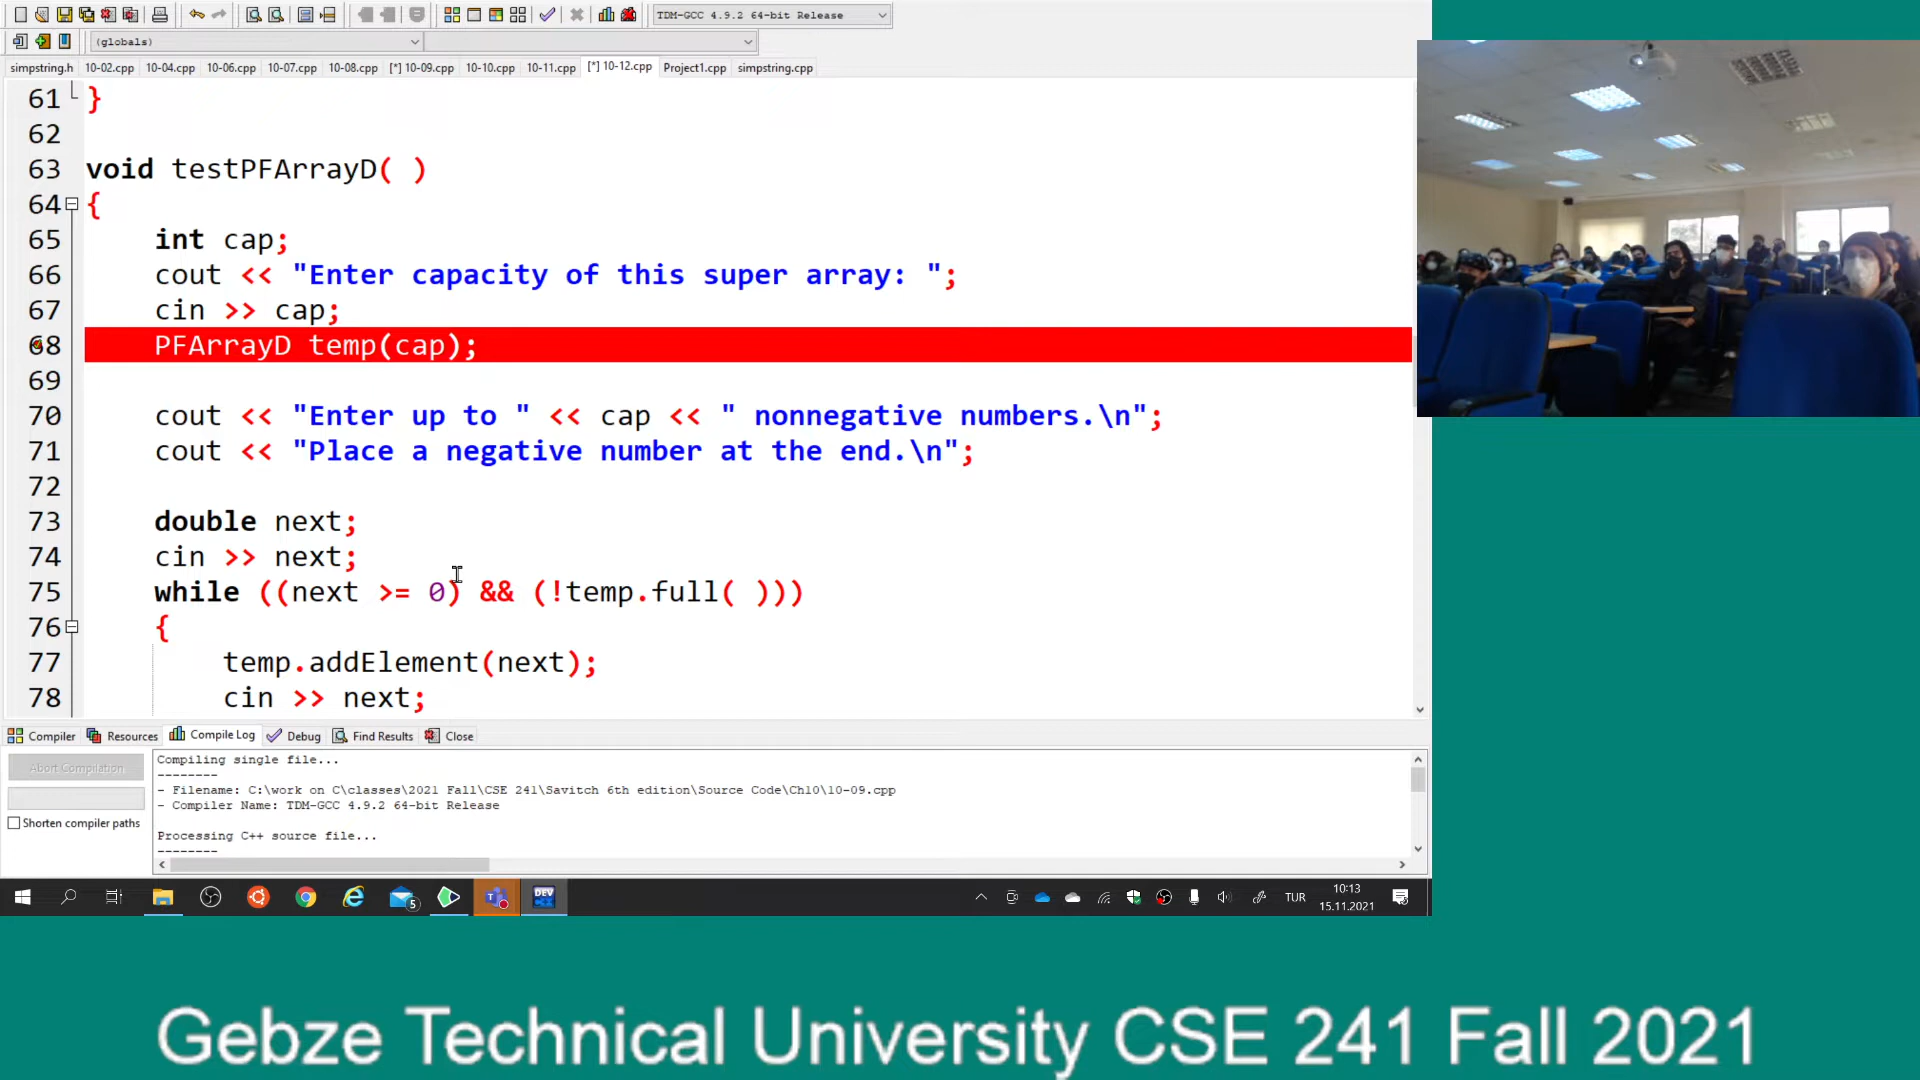 TDM-GCC 4.9.2 64-bit Release
(globals)
simpstring.h 10-02.cpp 10-04.cpp 10-06.cpp 10-07.cpp 10-08.cpp [*] 10-09.cpp 10-10.cpp 10-11.cpp [*] 10-12.cpp Project1.cpp simpstring.cpp
61 }
62
63 void testPFArrayD( )
64 {
65 int cap;
66 cout << "Enter capacity of this super array: ";
67 cin >> cap;
68 PFArrayD temp(cap);
69
70 cout << "Enter up to " << cap << " nonnegative numbers.\n";
71 cout << "Place a negative number at the end.\n";
72
73 double next;
74 cin >> next;
75 while ((next >= 0) && (!temp.full( )))
76 {
77 temp.addElement(next);
78 cin >> next;
Compiler Resources Compile Log Debug Find Results Close
Abort Compilation
Shorten compiler paths
Compiling single file...
--------
- Filename: C:\work on C\classes\2021 Fall\CSE 241\Savitch 6th edition\Source Code\Ch10\10-09.cpp
- Compiler Name: TDM-GCC 4.9.2 64-bit Release
Processing C++ source file...
--------
5
DEV
TUR
10:13
15.11.2021
Gebze Technical University CSE 241 Fall 2021